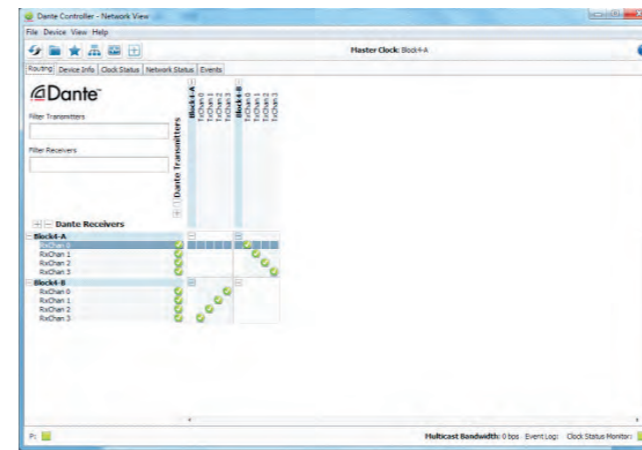 Dante Controller - Network View
File Device View Help
Master Clock: Block4-A
Routing Device Info Clock Status Network Status Events
Dante™
Filter Transmitters
Filter Receivers
Dante Transmitters
Block4-A
TxChan 0
TxChan 1
TxChan 2
TxChan 3
Block4-B
TxChan 0
TxChan 1
TxChan 2
TxChan 3
Dante Receivers
Block4-A
RxChan 0
RxChan 1
RxChan 2
RxChan 3
Block4-B
RxChan 0
RxChan 1
RxChan 2
RxChan 3
P: Multicast Bandwidth: 0 bps Event Log: Clock Status Monitor: